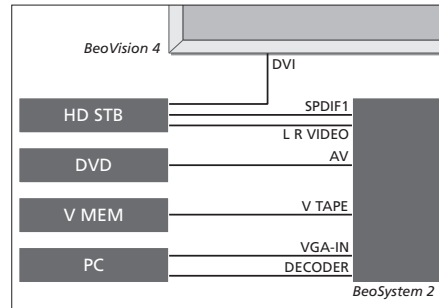 BeoVision 4
DVI
HD STB
SPDIF1
L R VIDEO
DVD
AV
V MEM
V TAPE
PC
VGA-IN
DECODER
BeoSystem 2